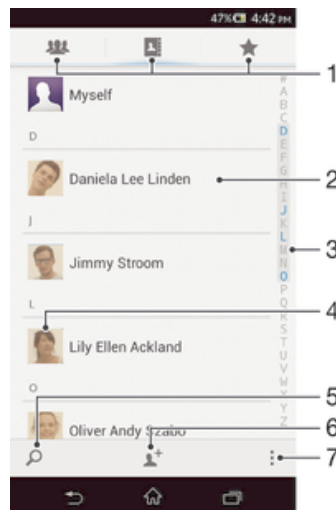 47% 4:42 PM
1
Myself
#
A
B
C
D
D
E
F
Daniela Lee Linden
2
G
H
I
J
J
K
L
3
M
N
Jimmy Stroom
O
P
Q
L
4
R
S
T
Lily Ellen Ackland
U
V
W
O
X
5
Y
Z
Oliver Andy Szabo
6
7